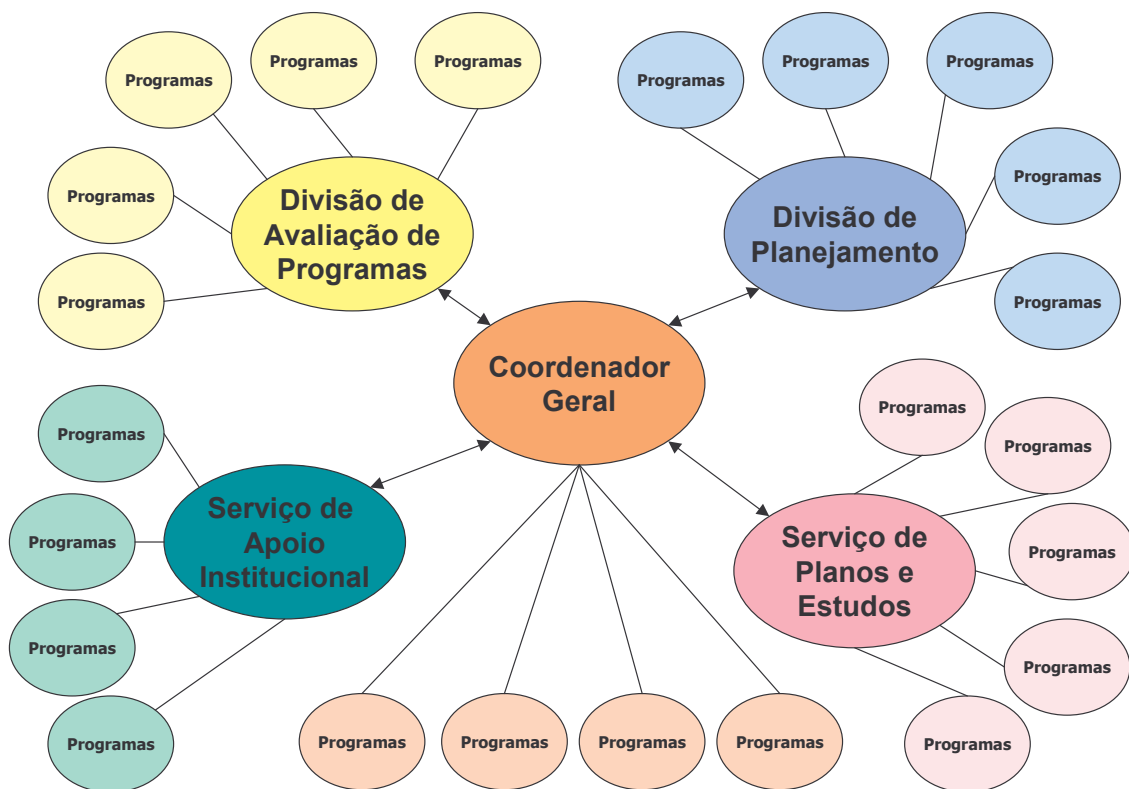 Programas
Programas
Programas
Programas
Programas
Divisão de
Avaliação de
Programas
Programas
Programas
Programas
Programas
Programas
Divisão de
Planejamento
Coordenador
Geral
Programas
Programas
Programas
Programas
Serviço de
Apoio
Institucional
Programas
Programas
Programas
Programas
Programas
Serviço de
Planos e
Estudos
Programas
Programas
Programas
Programas